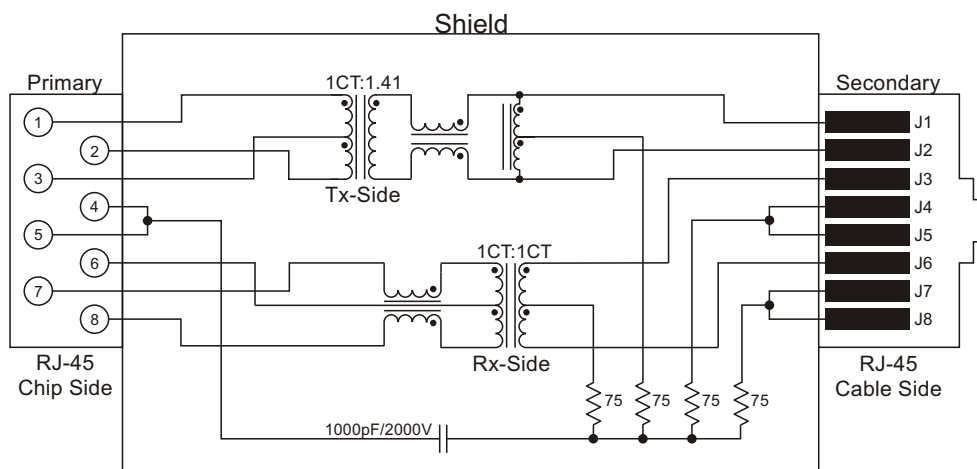 Shield
Primary
1CT:1.41
Secondary
1
2
3
4
5
6
7
8
Tx-Side
1CT:1CT
Rx-Side
J1
J2
J3
J4
J5
J6
J7
J8
RJ-45
Chip Side
RJ-45
Cable Side
75
75
75
75
1000pF/2000V